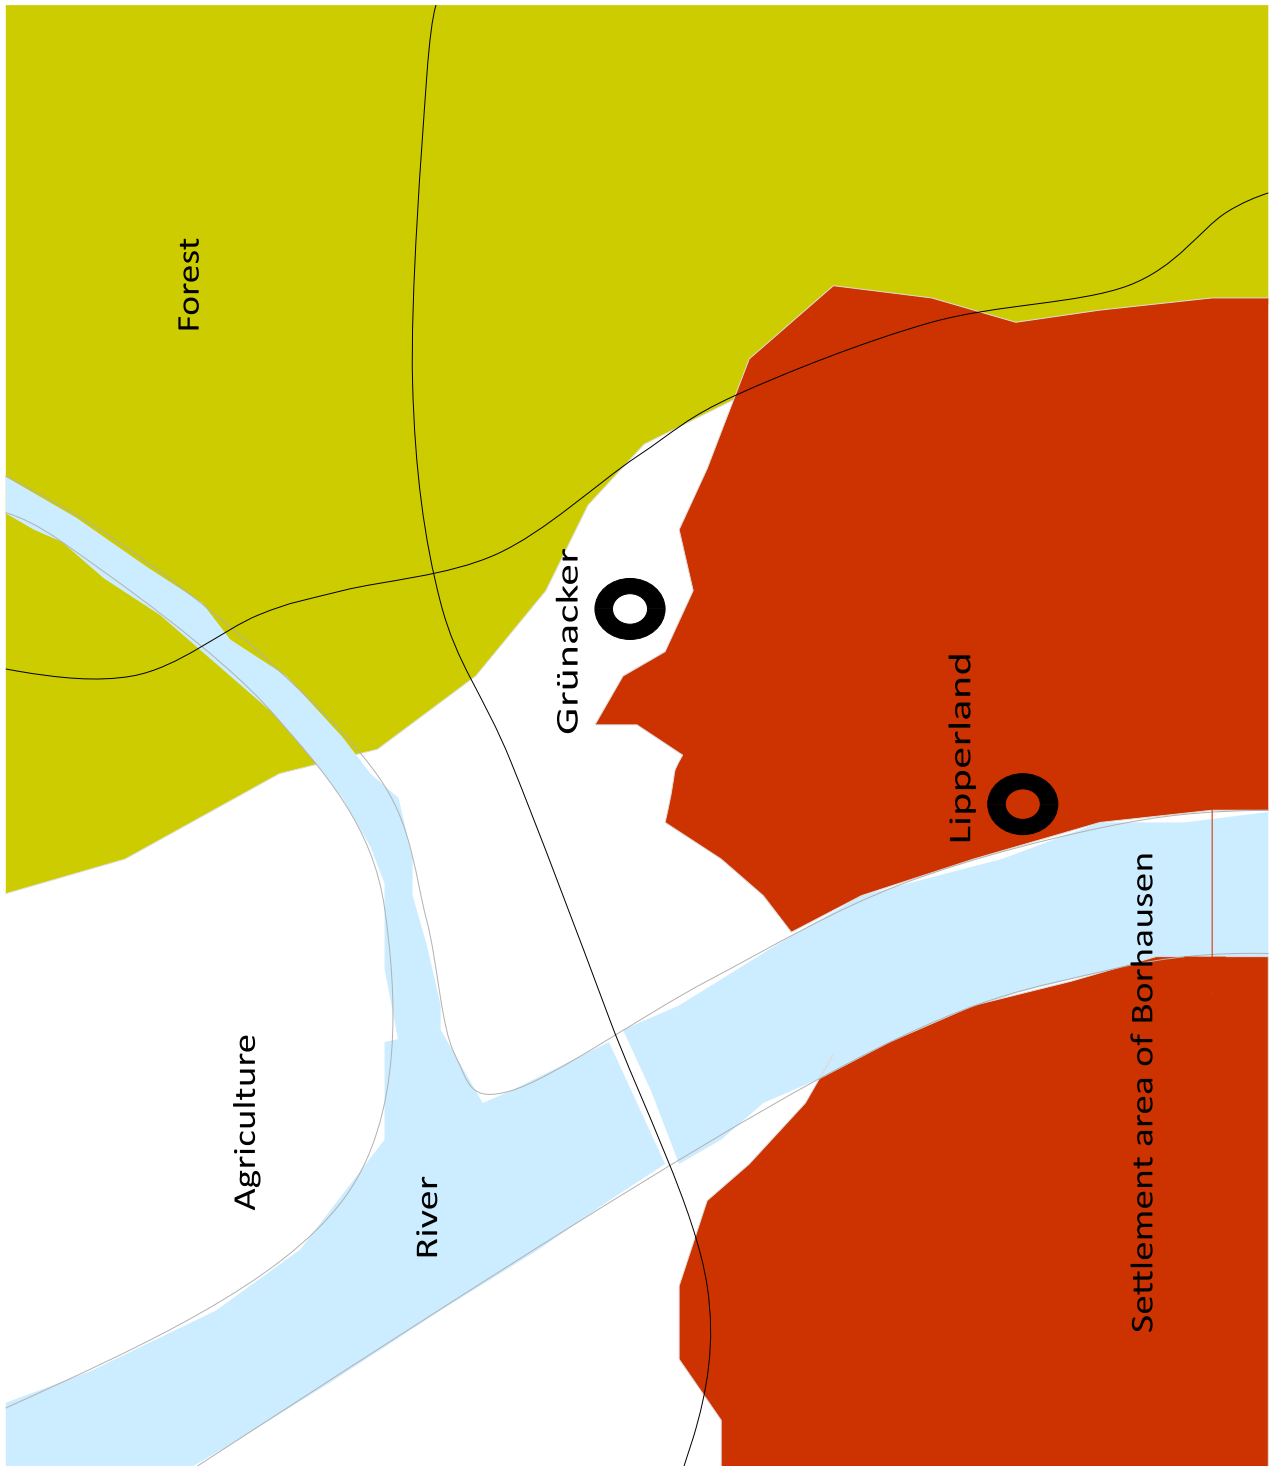 Forest
Grünacker
Lipperland
Agriculture
River
Settlement area of Borhausen